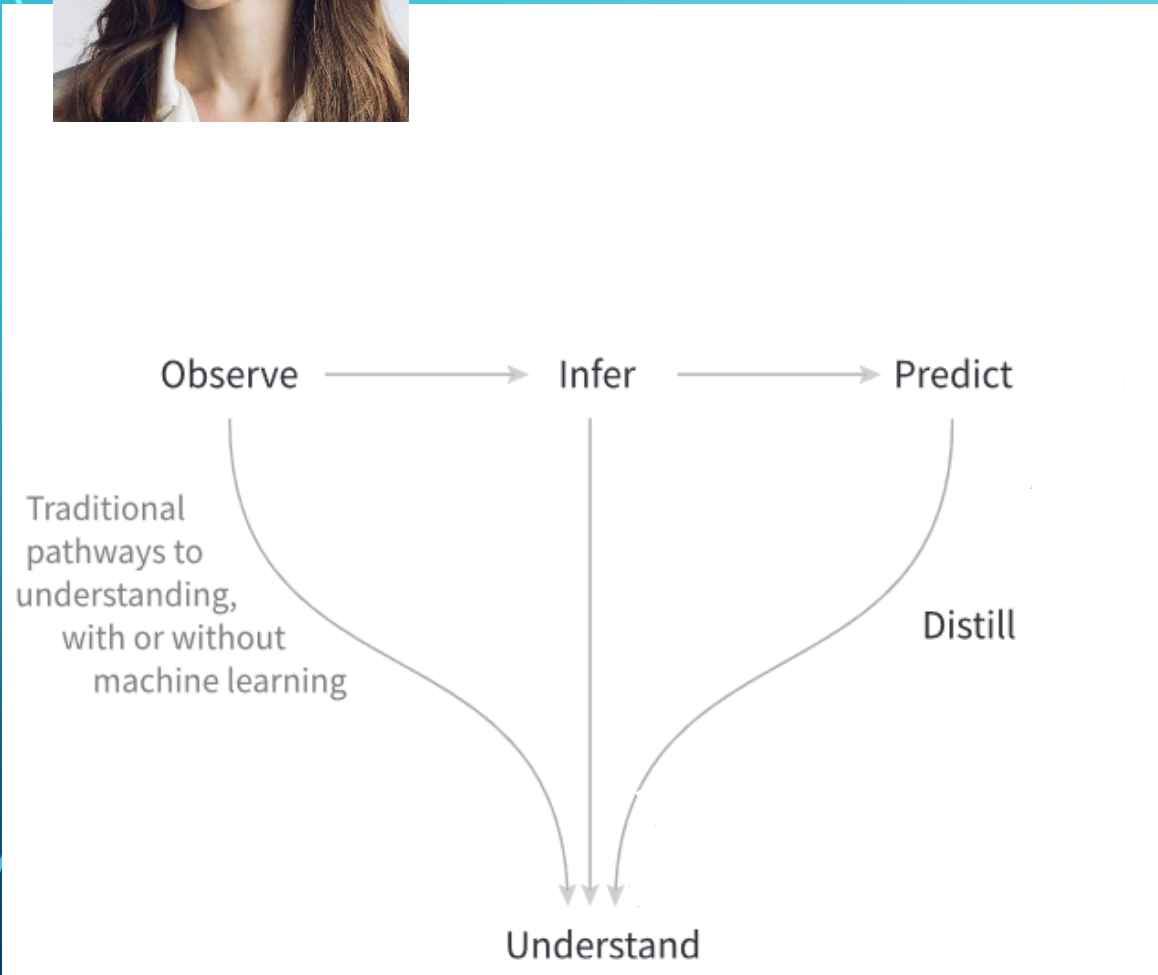 Observe
Infer
Predict
Traditional
pathways to
understanding,
with or without
machine learning
Distill
Understand